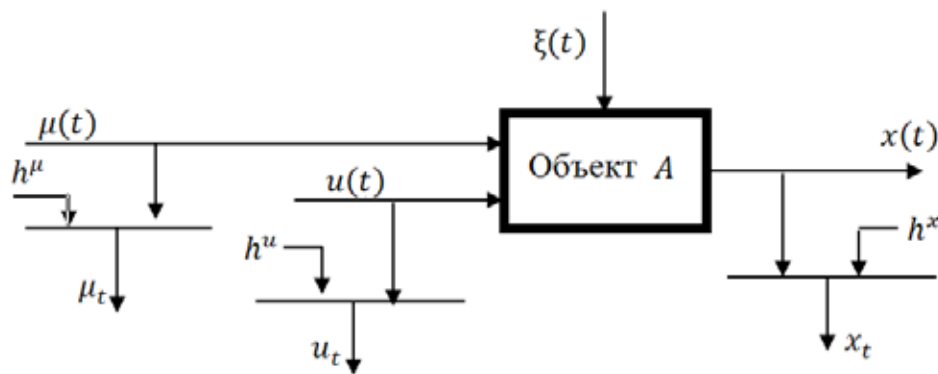 ξ(t)
μ(t)
x(t)
Объект A
h^μ
u(t)
h^u
h^x
μ_t
u_t
x_t